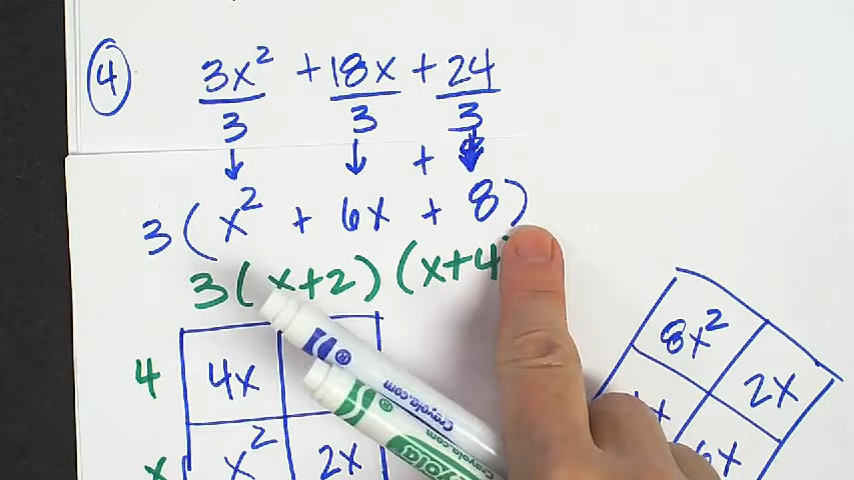 4 3x² + 18x + 24
3 3 3
↓ ↓ + ↓
3(x² + 6x + 8)
3(x+2)(x+4
8x²
4 4x
2x
x x² 2x
x 6x
Crayola.com
Crayola